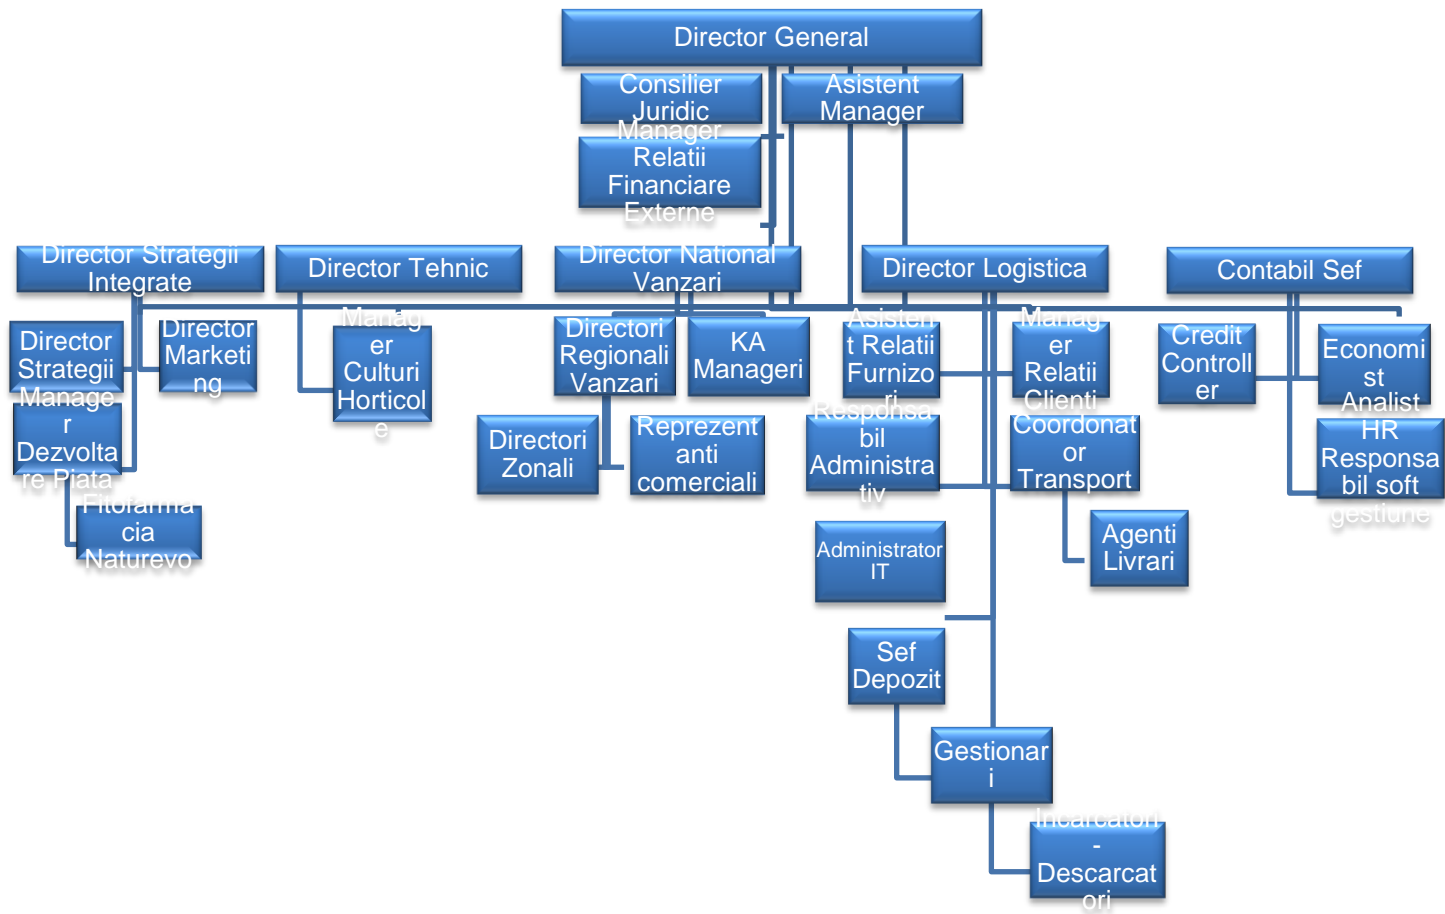 Director General
Consilier
Juridic
Asistent
Manager
Manager
Relatii
Financiare
Externe
Director Strategii
Integrate
Director Tehnic
Director National
Vanzari
Director Logistica
Contabil Sef
Director
Strategii
Director
Marketi
ng
Manag
er
Culturi
Horticol
e
Directori
Regionali
Vanzari
KA
Manageri
Asisten
t Relatii
Furnizo
ri
Manag
er
Relatii
Clienti
Credit
Controll
er
Economi
st
Analist
Manage
r
Dezvolta
re Piata
Directori
Zonali
Reprezent
anti
comerciali
Responsa
bil
Administra
tiv
Coordonat
or
Transport
HR
Responsa
bil soft
gestiune
Fitofarma
cia
Naturevo
Administrator
IT
Agenti
Livrari
Sef
Depozit
Gestionar
i
Incarcatori
-
Descarcat
ori